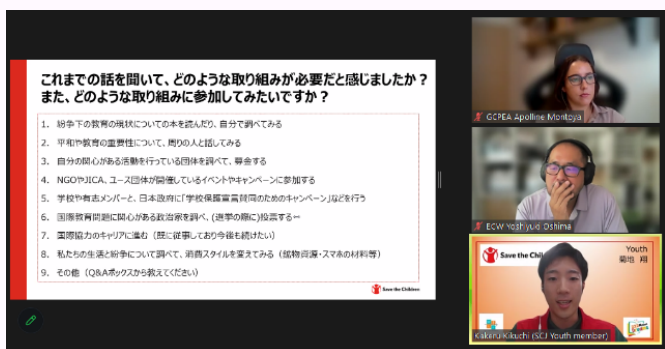 これまでの話を聞いて、どのような取り組みが必要だと感じましたか？
また、どのような取り組みに参加してみたいですか？
1. 紛争下の教育の現状についての本を読んだり、自分で調べてみる
2. 平和や教育の重要性について、周りの人と話してみる
3. 自分の関心がある活動を行っている団体を調べて、募金する
4. NGOやJICA、ユース団体が開催しているイベントやキャンペーンに参加する
5. 学校や有志メンバーと、日本政府に「学校保護宣言賛同のためのキャンペーン」などを行う
6. 国際教育問題に関心がある政治家を調べ、(選挙の際に)投票する←
7. 国際協力のキャリアに進む（既に従事しており今後も続けたい）
8. 私たちの生活と紛争について調べて、消費スタイルを変えてみる（鉱物資源・スマホの材料等）
9. その他（Q&Aボックスから教えてください）
Save the Children
GCPEA Apolline Montoya
ECW Yoshiyuki Oshima
Save the Chil
Youth
菊地 翔
Kakeru Kikuchi (SCJ Youth member)